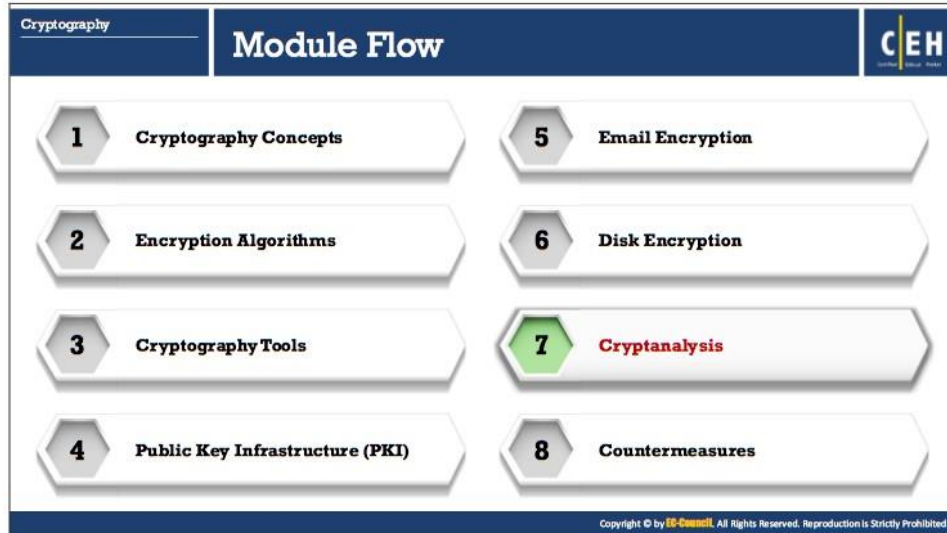 Cryptography
Module Flow
C|EH
1 Cryptography Concepts
2 Encryption Algorithms
3 Cryptography Tools
4 Public Key Infrastructure (PKI)
5 Email Encryption
6 Disk Encryption
7 Cryptanalysis
8 Countermeasures
Copyright © by EC-Council. All Rights Reserved. Reproduction is Strictly Prohibited